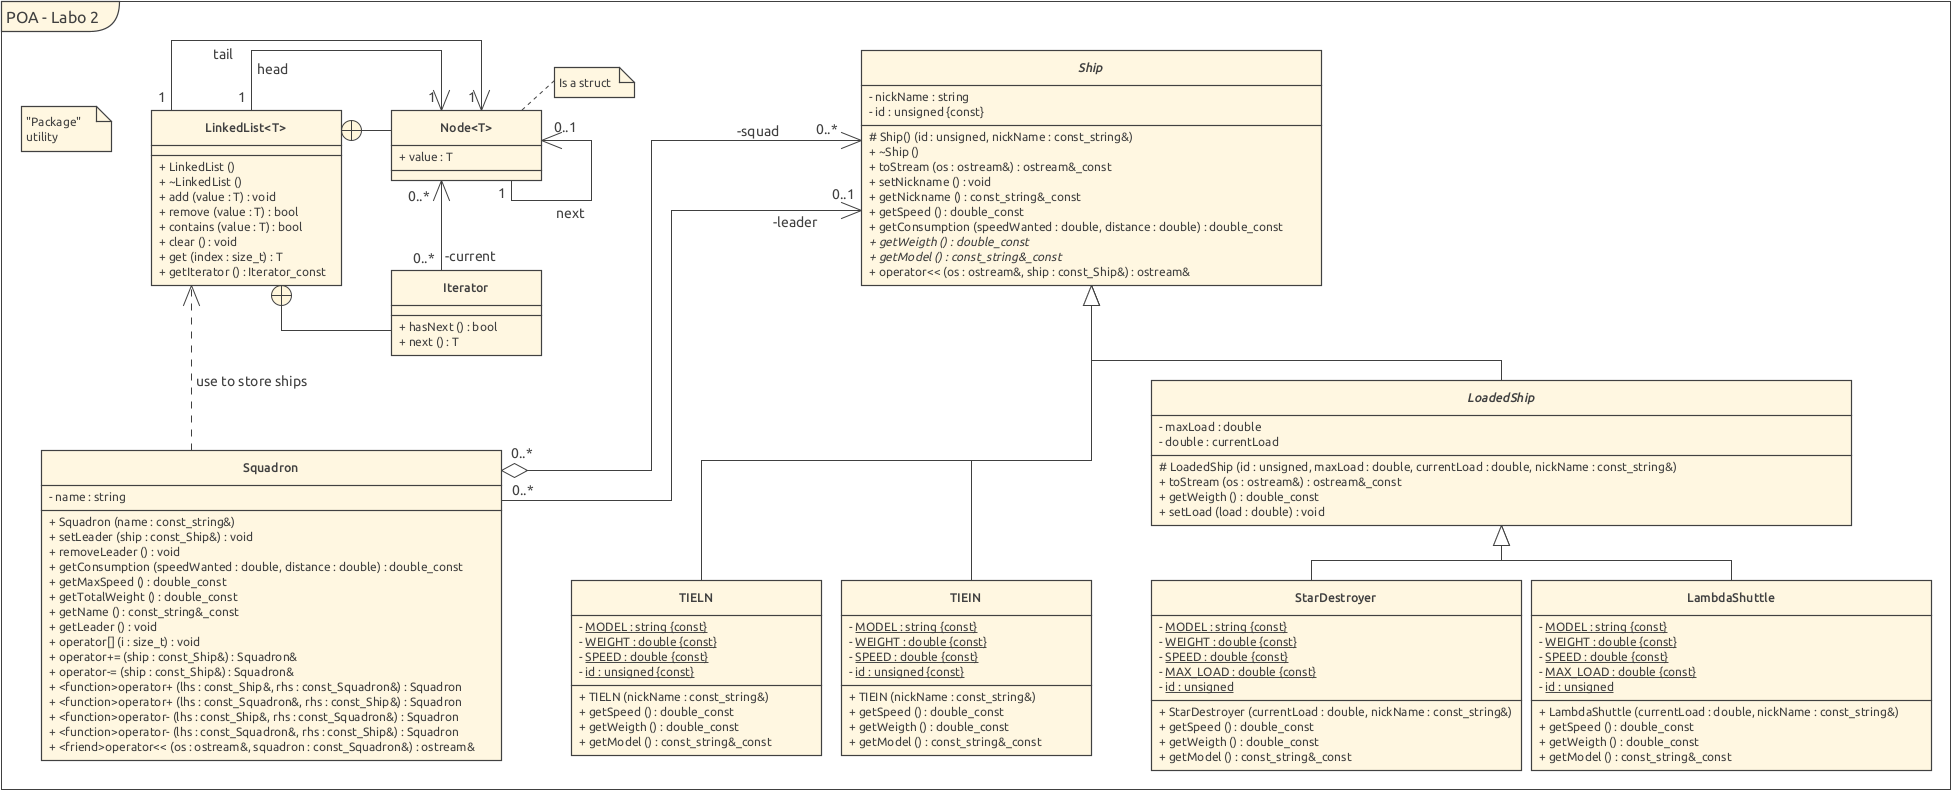 POA - Labo 2
tail
head
1
1
1
1
Is a struct
"Package"
utility
LinkedList<T>
+ LinkedList ()
+ ~LinkedList ()
+ add (value : T) : void
+ remove (value : T) : bool
+ contains (value : T) : bool
+ clear () : void
+ get (index : size_t) : T
+ getIterator () : Iterator_const
Node<T>
+ value : T
0..1
1
next
0..*
0..*
-current
Iterator
+ hasNext () : bool
+ next () : T
use to store ships
-squad
0..*
0..1
-leader
Ship
- nickName : string
- id : unsigned {const}
# Ship() (id : unsigned, nickName : const_string&)
+ ~Ship ()
+ toStream (os : ostream&) : ostream&_const
+ setNickname () : void
+ getNickname () : const_string&_const
+ getSpeed () : double_const
+ getConsumption (speedWanted : double, distance : double) : double_const
+ getWeigth () : double_const
+ getModel () : const_string&_const
+ operator<< (os : ostream&, ship : const_Ship&) : ostream&
LoadedShip
- maxLoad : double
- double : currentLoad
# LoadedShip (id : unsigned, maxLoad : double, currentLoad : double, nickName : const_string&)
+ toStream (os : ostream&) : ostream&_const
+ getWeigth () : double_const
+ setLoad (load : double) : void
0..*
0..*
Squadron
- name : string
+ Squadron (name : const_string&)
+ setLeader (ship : const_Ship&) : void
+ removeLeader () : void
+ getConsumption (speedWanted : double, distance : double) : double_const
+ getMaxSpeed () : double_const
+ getTotalWeight () : double_const
+ getName () : const_string&_const
+ getLeader () : void
+ operator[] (i : size_t) : void
+ operator+= (ship : const_Ship&) : Squadron&
+ operator-= (ship : const_Ship&) : Squadron&
+ <function>operator+ (lhs : const_Ship&, rhs : const_Squadron&) : Squadron
+ <function>operator+ (lhs : const_Squadron&, rhs : const_Ship&) : Squadron
+ <function>operator- (lhs : const_Ship&, rhs : const_Squadron&) : Squadron
+ <function>operator- (lhs : const_Squadron&, rhs : const_Ship&) : Squadron
+ <friend>operator<< (os : ostream&, squadron : const_Squadron&) : ostream&
TIELN
- MODEL : string {const}
- WEIGHT : double {const}
- SPEED : double {const}
- id : unsigned {const}
+ TIELN (nickName : const_string&)
+ getSpeed () : double_const
+ getWeigth () : double_const
+ getModel () : const_string&_const
TIEIN
- MODEL : string {const}
- WEIGHT : double {const}
- SPEED : double {const}
- id : unsigned {const}
+ TIEIN (nickName : const_string&)
+ getSpeed () : double_const
+ getWeigth () : double_const
+ getModel () : const_string&_const
StarDestroyer
- MODEL : string {const}
- WEIGHT : double {const}
- SPEED : double {const}
- MAX_LOAD : double {const}
- id : unsigned
+ StarDestroyer (currentLoad : double, nickName : const_string&)
+ getSpeed () : double_const
+ getWeigth () : double_const
+ getModel () : const_string&_const
LambdaShuttle
- MODEL : string {const}
- WEIGHT : double {const}
- SPEED : double {const}
- MAX_LOAD : double {const}
- id : unsigned
+ LambdaShuttle (currentLoad : double, nickName : const_string&)
+ getSpeed () : double_const
+ getWeigth () : double_const
+ getModel () : const_string&_const